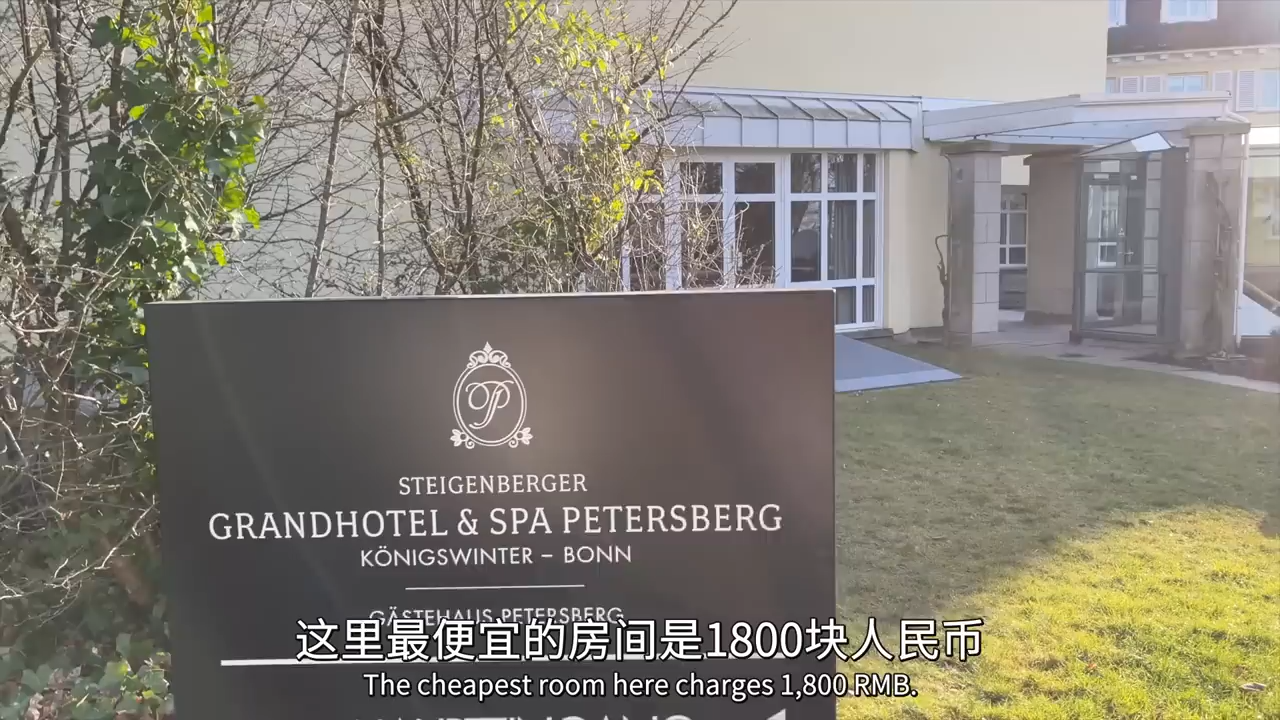 STEIGENBERGER
GRANDHOTEL & SPA PETERSBERG
KÖNIGSWINTER – BONN
GÄSTEHAUS PETERSBERG
这里最便宜的房间是1800块人民币
The cheapest room here charges 1,800 RMB.